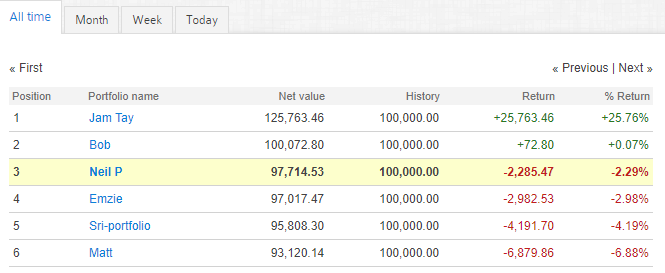 All time Month Week Today
« First « Previous | Next »
Position Portfolio name Net value History Return % Return
1 Jam Tay 125,763.46 100,000.00 +25,763.46 +25.76%
2 Bob 100,072.80 100,000.00 +72.80 +0.07%
3 Neil P 97,714.53 100,000.00 -2,285.47 -2.29%
4 Emzie 97,017.47 100,000.00 -2,982.53 -2.98%
5 Sri-portfolio 95,808.30 100,000.00 -4,191.70 -4.19%
6 Matt 93,120.14 100,000.00 -6,879.86 -6.88%